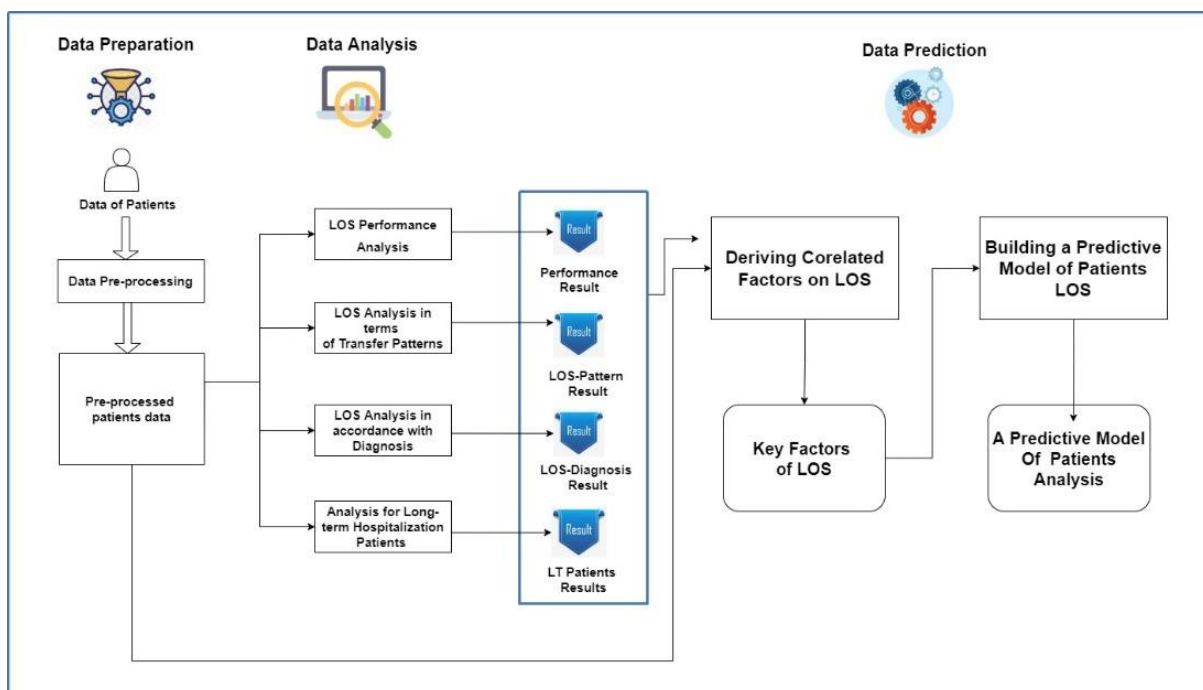 Data Preparation
Data Analysis
Data Prediction
Data of Patients
Data Pre-processing
Pre-processed
patients data
LOS Performance
Analysis
LOS Analysis in
terms
of Transfer Patterns
LOS Analysis in
accordance with
Diagnosis
Analysis for Long-
term Hospitalization
Patients
Result
Performance
Result
Result
LOS-Pattern
Result
Result
LOS-Diagnosis
Result
Result
LT Patients
Results
Deriving Corelated
Factors on LOS
Key Factors
of LOS
Building a Predictive
Model of Patients
LOS
A Predictive Model
Of Patients
Analysis